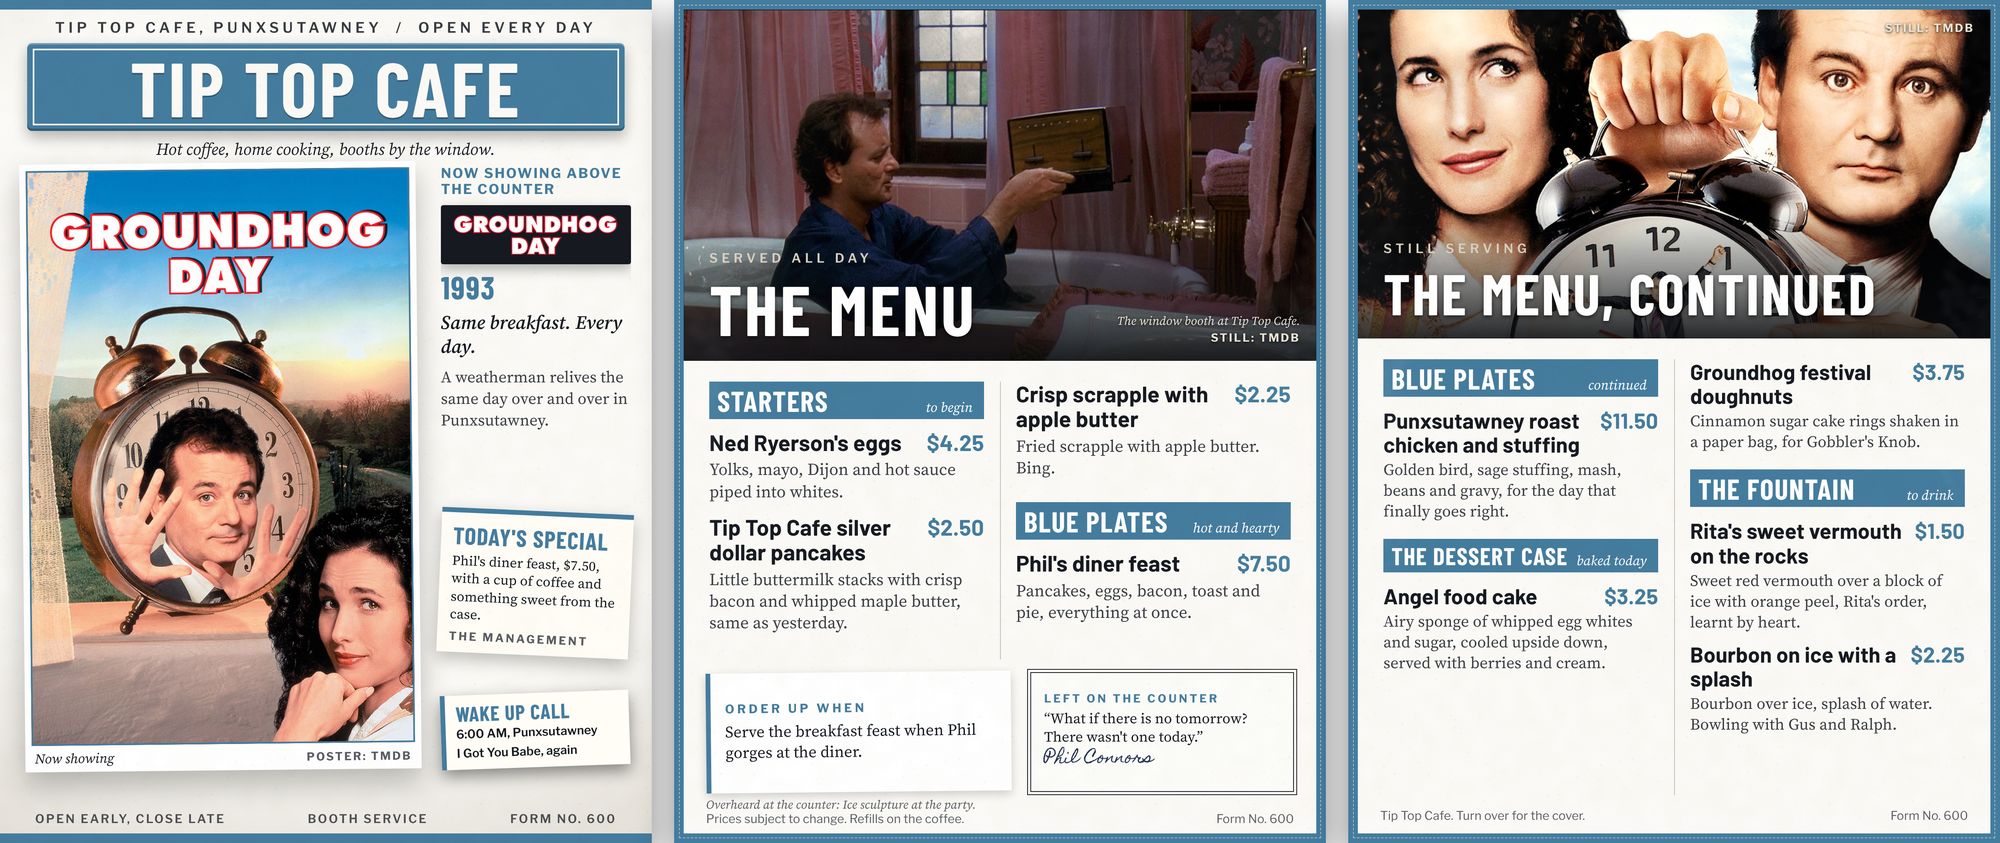 TIP TOP CAFE, PUNXSUTAWNEY / OPEN EVERY DAY
TIP TOP CAFE
Hot coffee, home cooking, booths by the window.
GROUNDHOG
DAY
12
10
2
3
4
Now showing
POSTER: TMDB
NOW SHOWING ABOVE
THE COUNTER
GROUNDHOG
DAY
1993
Same breakfast. Every
day.
A weatherman relives the
same day over and over in
Punxsutawney.
TODAY'S SPECIAL
Phil's diner feast, $7.50,
with a cup of coffee and
something sweet from the
case.
THE MANAGEMENT
WAKE UP CALL
6:00 AM, Punxsutawney
I Got You Babe, again
OPEN EARLY, CLOSE LATE
BOOTH SERVICE
FORM No. 600
SERVED ALL DAY
THE MENU
The window booth at Tip Top Cafe.
STILL: TMDB
STARTERS to begin
Ned Ryerson's eggs $4.25
Yolks, mayo, Dijon and hot sauce
piped into whites.
Tip Top Cafe silver $2.50
dollar pancakes
Little buttermilk stacks with crisp
bacon and whipped maple butter,
same as yesterday.
Crisp scrapple with $2.25
apple butter
Fried scrapple with apple butter.
Bing.
BLUE PLATES hot and hearty
Phil's diner feast $7.50
Pancakes, eggs, bacon, toast and
pie, everything at once.
ORDER UP WHEN
Serve the breakfast feast when Phil
gorges at the diner.
LEFT ON THE COUNTER
“What if there is no tomorrow?
There wasn't one today.”
Phil Connors
Overheard at the counter: Ice sculpture at the party.
Prices subject to change. Refills on the coffee.
Form No. 600
STILL: TMDB
11
12
1
STILL SERVING
THE MENU, CONTINUED
BLUE PLATES continued
Punxsutawney roast $11.50
chicken and stuffing
Golden bird, sage stuffing, mash,
beans and gravy, for the day that
finally goes right.
THE DESSERT CASE baked today
Angel food cake $3.25
Airy sponge of whipped egg whites
and sugar, cooled upside down,
served with berries and cream.
Groundhog festival $3.75
doughnuts
Cinnamon sugar cake rings shaken in
a paper bag, for Gobbler's Knob.
THE FOUNTAIN to drink
Rita's sweet vermouth $1.50
on the rocks
Sweet red vermouth over a block of
ice with orange peel, Rita's order,
learnt by heart.
Bourbon on ice with a $2.25
splash
Bourbon over ice, splash of water.
Bowling with Gus and Ralph.
Tip Top Cafe. Turn over for the cover.
Form No. 600